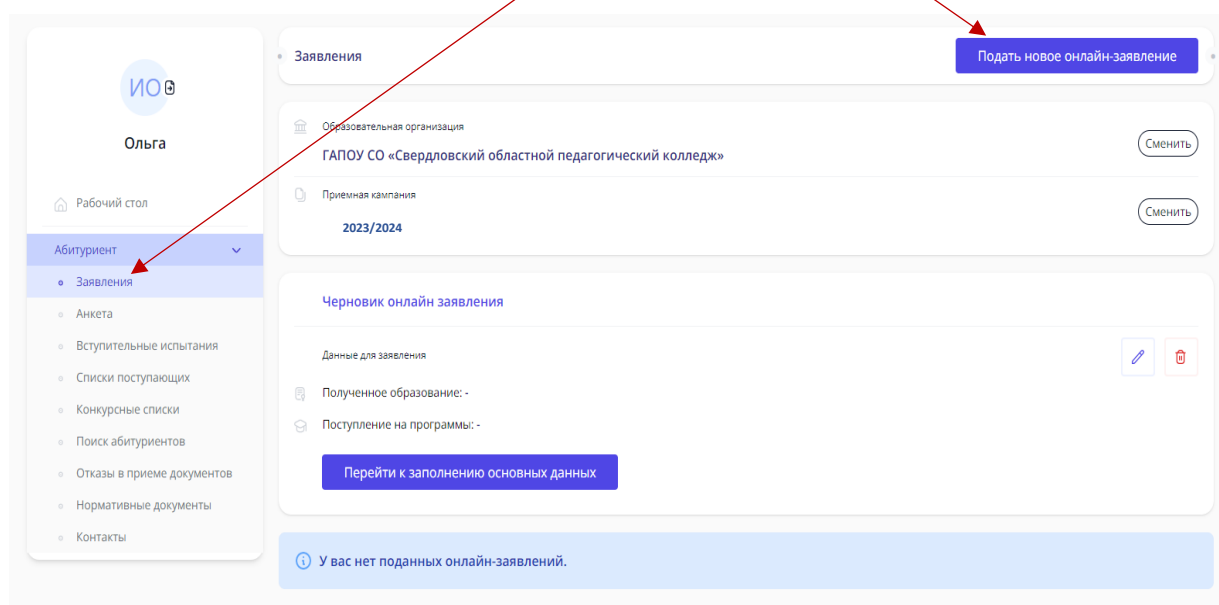 ИО
Ольга
Рабочий стол
Абитуриент
Заявления
Анкета
Вступительные испытания
Списки поступающих
Конкурсные списки
Поиск абитуриентов
Отказы в приеме документов
Нормативные документы
Контакты
Заявления
Подать новое онлайн-заявление
Образовательная организация
ГАПОУ СО «Свердловский областной педагогический колледж»
Сменить
Приемная кампания
2023/2024
Сменить
Черновик онлайн заявления
Данные для заявления
Полученное образование: -
Поступление на программы: -
Перейти к заполнению основных данных
У вас нет поданных онлайн-заявлений.